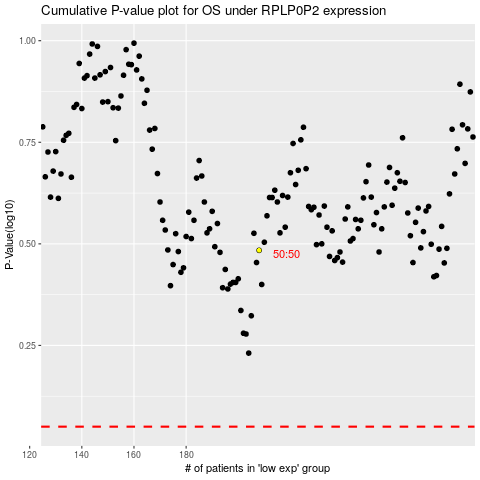 Cumulative P-value plot for OS under RPLP0P2 expression
P-Value(log10)
1.00
0.75
0.50
0.25
50:50
120 140 160 180
# of patients in 'low exp' group